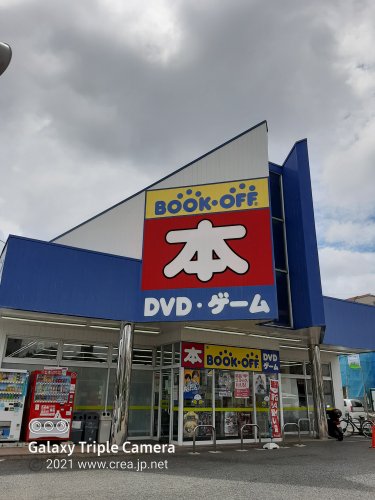 BOOK·OFF
本
DVD・ゲーム
本
BOOK·OFF
DVD
ゲーム
Galaxy Triple Camera
2021 www.crea.jp.net